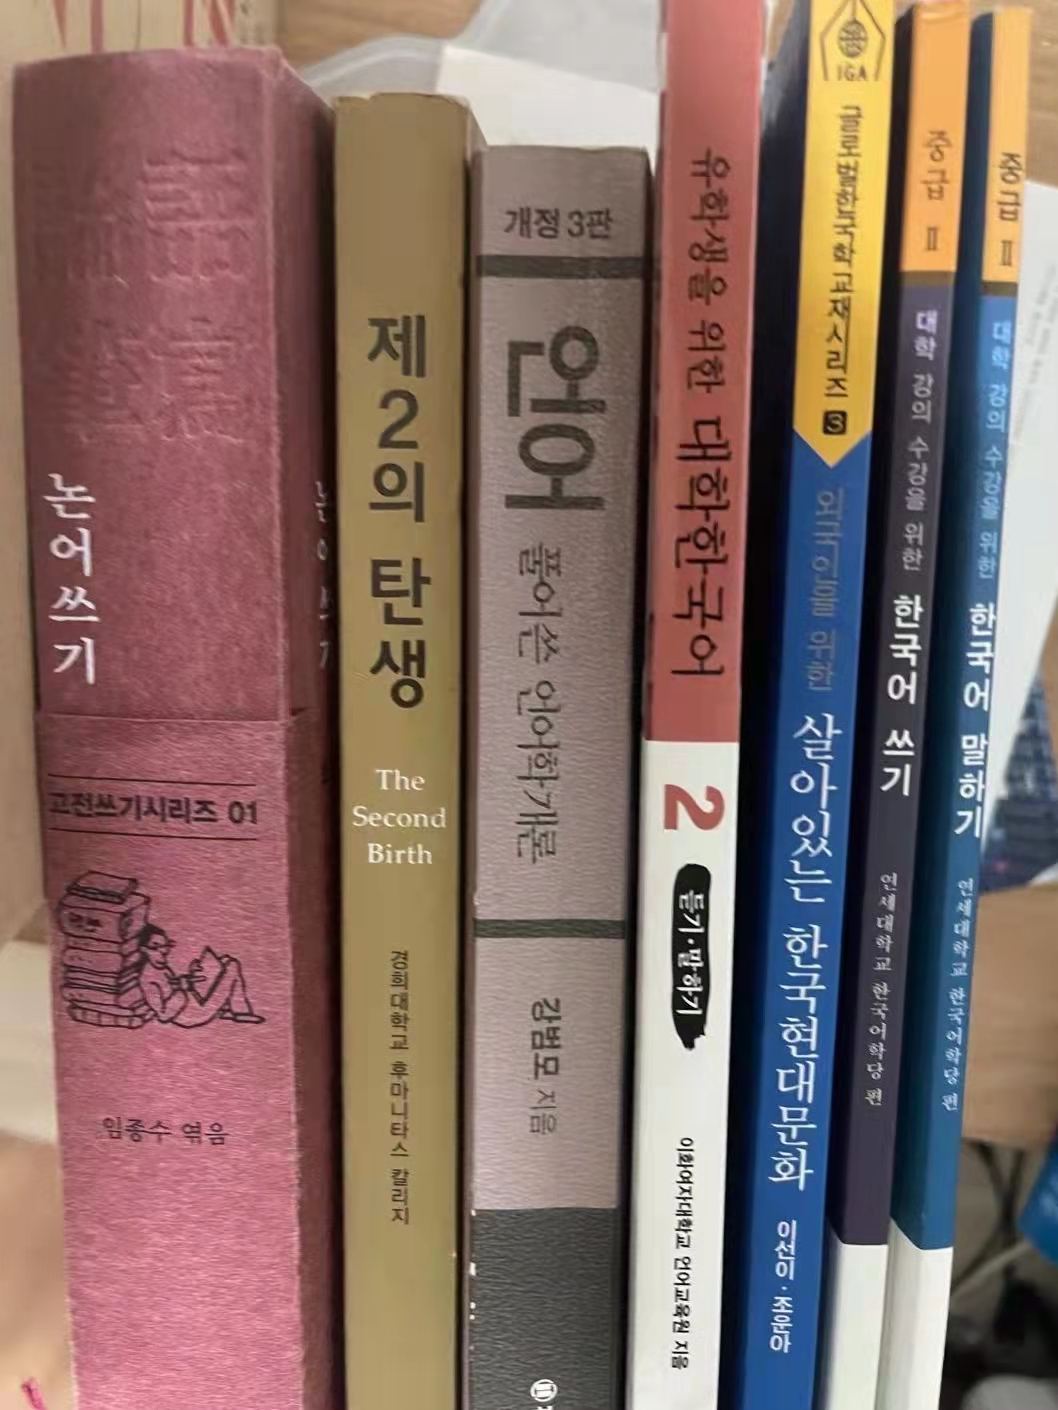 논어쓰기
고전쓰기시리즈 01
임종수 엮음
제2의 탄생
The
Second
Birth
경희대학교 후마니타스 칼리지
개정 3판
언어
풀어쓴 언어학개론
강범모 지음
유학생을 위한 대학한국어
2
듣기·말하기
이화여자대학교 언어교육원 지음
IGA
글로벌한국학 교재시리즈 3
외국인을 위한
살아있는 한국현대문화
이선이·조운아
중급 II
대학 강의 수강을 위한 한국어 쓰기
연세대학교 한국어학당 편
중급 II
대학 강의 수강을 위한 한국어 말하기
연세대학교 한국어학당 편